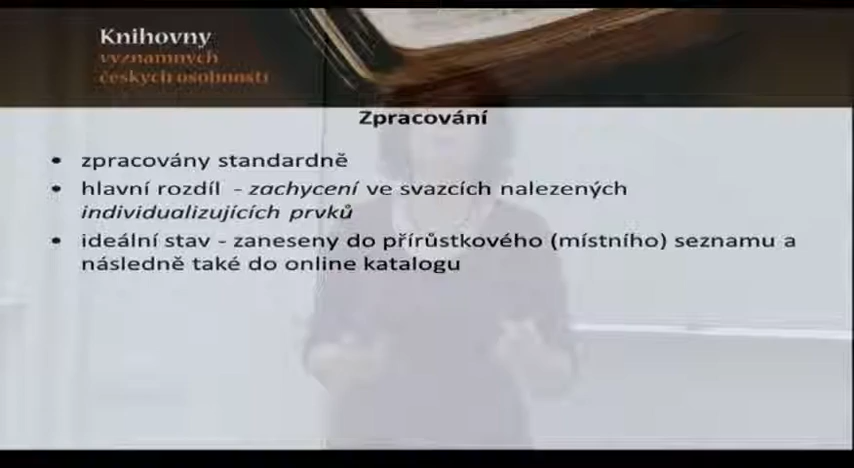 Knihovny
významných
českých osobností
Zpracování
• zpracovány standardně
• hlavní rozdíl - zachycení ve svazcích nalezených
individualizujících prvků
• ideální stav - zaneseny do přírůstkového (místního) seznamu a
následně také do online katalogu